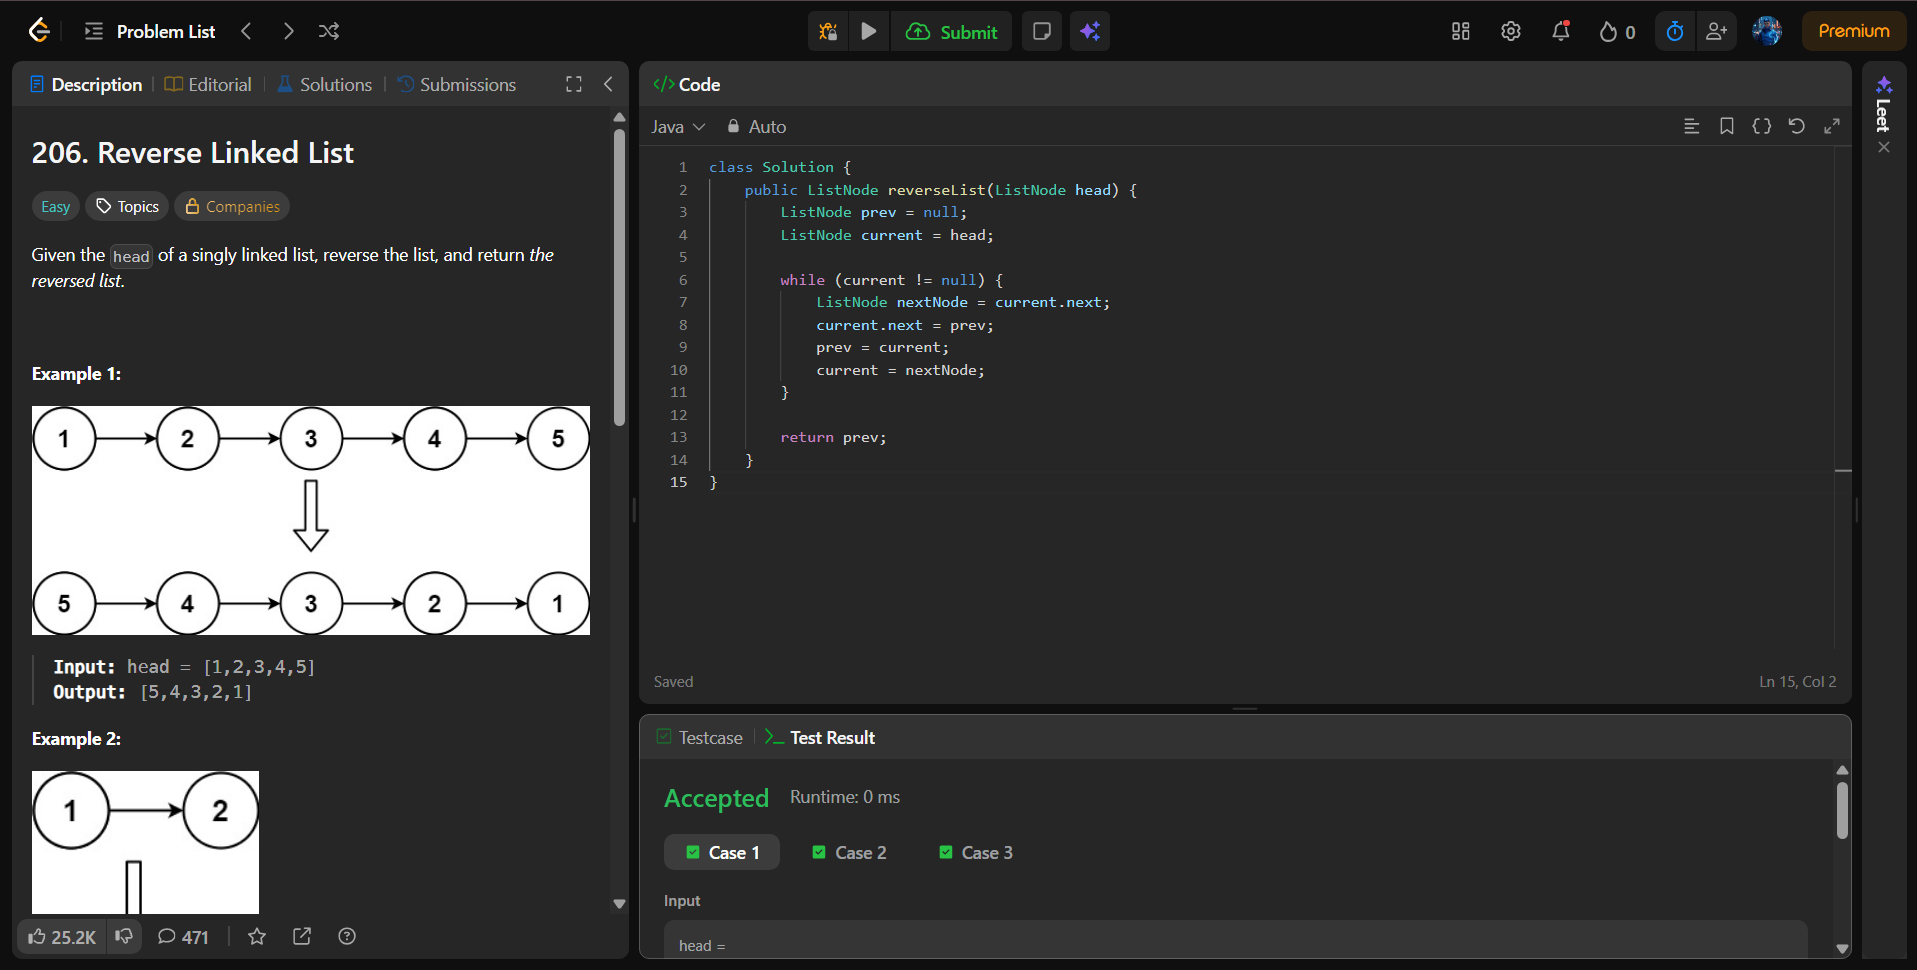 Problem List
Submit
0
Premium
Description
Editorial
Solutions
Submissions
206. Reverse Linked List
Easy
Topics
Companies
Given the head of a singly linked list, reverse the list, and return the
reversed list.
Example 1:
1 2 3 4 5
5 4 3 2 1
Input: head = [1,2,3,4,5]
Output: [5,4,3,2,1]
Example 2:
1 2
25.2K
471
</> Code
Java
Auto
1 class Solution {
2 public ListNode reverseList(ListNode head) {
3 ListNode prev = null;
4 ListNode current = head;
5
6 while (current != null) {
7 ListNode nextNode = current.next;
8 current.next = prev;
9 prev = current;
10 current = nextNode;
11 }
12
13 return prev;
14 }
15 }
Saved
Ln 15, Col 2
Testcase
Test Result
Accepted
Runtime: 0 ms
Case 1
Case 2
Case 3
Input
head =
Leet